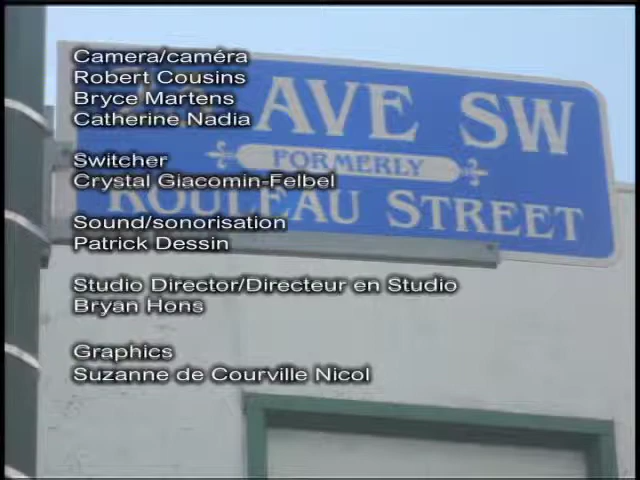 Camera/caméra
Robert Cousins
Bryce Martens
Catherine Nadia
Switcher
Crystal Giacomin-Felbel
Sound/sonorisation
Patrick Dessin
Studio Director/Directeur en Studio
Bryan Hons
Graphics
Suzanne de Courville Nicol
AVE SW
FORMERLY
ROULEAU STREET